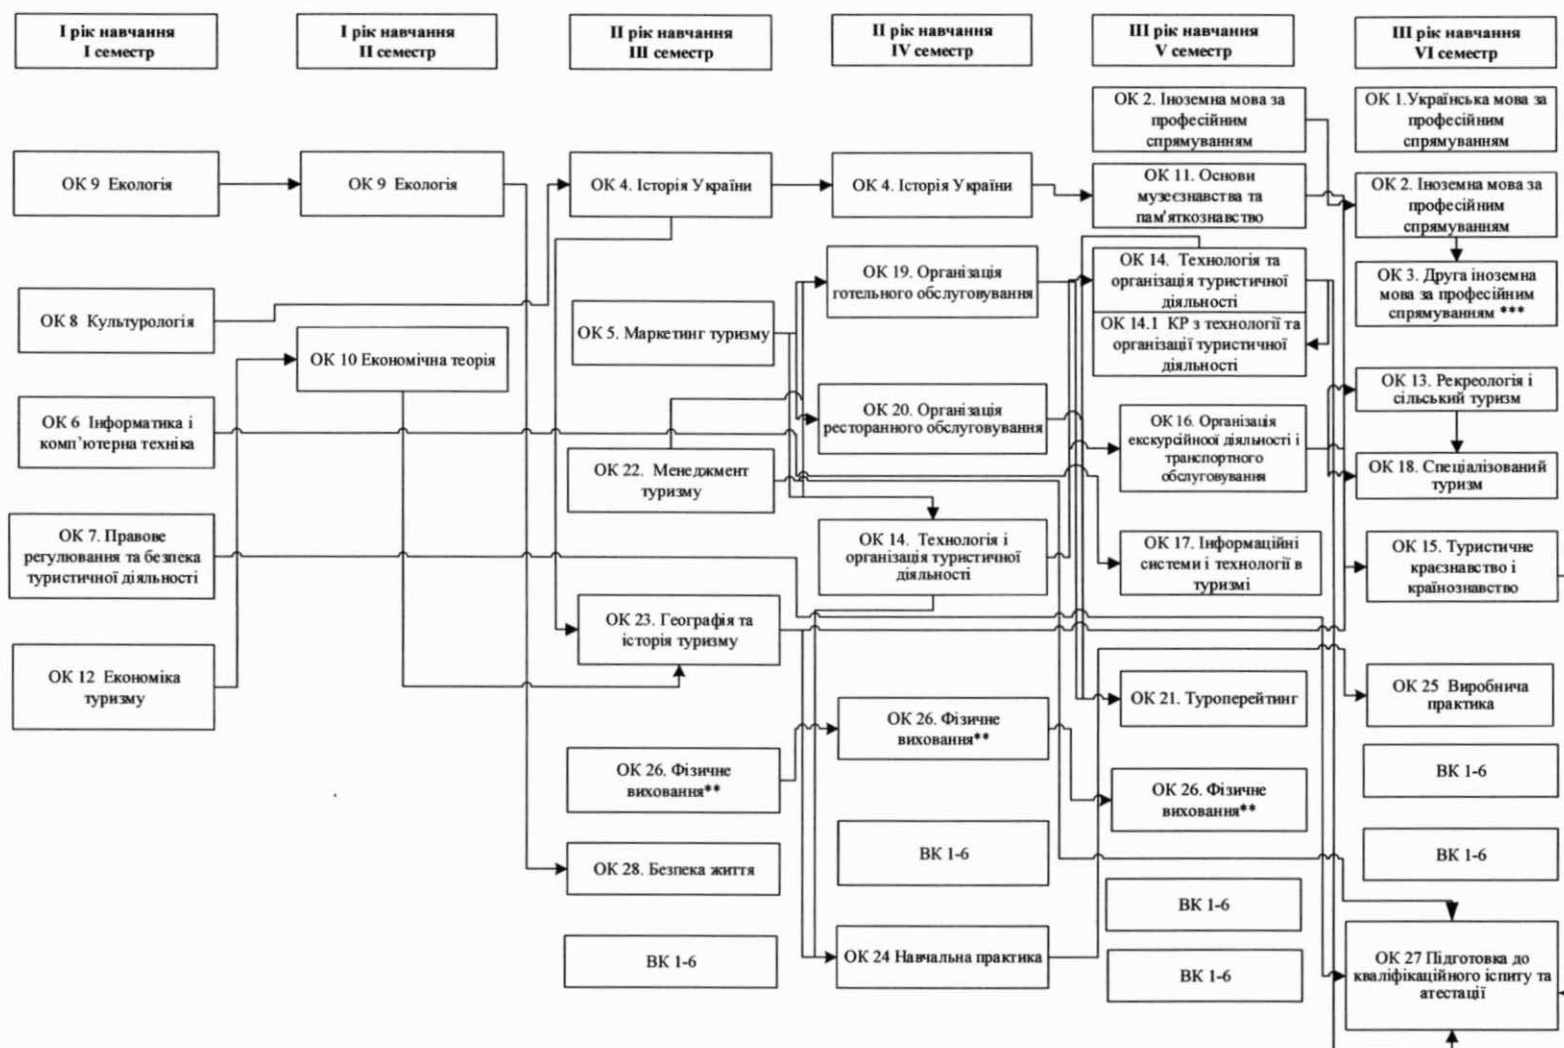 І рік навчання
І семестр
І рік навчання
ІІ семестр
ІІ рік навчання
ІІІ семестр
ІІ рік навчання
IV семестр
ІІІ рік навчання
V семестр
ІІІ рік навчання
VI семестр
ОК 9 Екологія
ОК 8 Культурологія
ОК 6 Інформатика і
комп’ютерна техніка
ОК 7. Правове
регулювання та безпека
туристичної діяльності
ОК 12 Економіка
туризму
ОК 9 Екологія
ОК 10 Економічна теорія
ОК 4. Історія України
ОК 5. Маркетинг туризму
ОК 22. Менеджмент
туризму
ОК 23. Географія та
історія туризму
ОК 26. Фізичне
виховання**
ОК 28. Безпека життя
ВК 1-6
ОК 4. Історія України
ОК 19. Організація
готельного обслуговування
ОК 20. Організація
ресторанного обслуговування
ОК 14. Технологія і
організація туристичної
діяльності
ОК 26. Фізичне
виховання**
ВК 1-6
ОК 24 Навчальна практика
ОК 2. Іноземна мова за
професійним
спрямуванням
ОК 11. Основи
музеєзнавства та
пам'яткознавство
ОК 14. Технологія та
організація туристичної
діяльності
ОК 14.1 КР з технології та
організації туристичної
діяльності
ОК 16. Організація
екскурсійноої діяльності і
транспортного
обслуговування
ОК 17. Інформаційні
системи і технології в
туризмі
ОК 21. Туроперейтинг
ОК 26. Фізичне
виховання**
ВК 1-6
ВК 1-6
ОК 1.Українська мова за
професійним
спрямуванням
ОК 2. Іноземна мова за
професійним
спрямуванням
ОК 3. Друга іноземна
мова за професійним
спрямуванням ***
ОК 13. Рекреологія і
сільський туризм
ОК 18. Спеціалізований
туризм
ОК 15. Туристичне
краєзнавство і
країнознавство
ОК 25 Виробнича
практика
ВК 1-6
ВК 1-6
ОК 27 Підготовка до
кваліфікаційного іспиту та
атестації